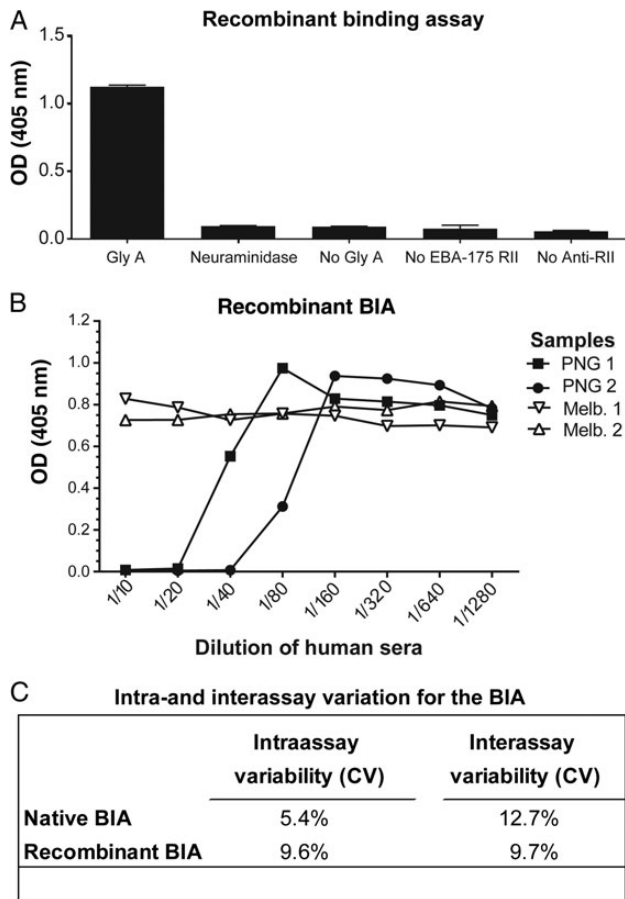 A
Recombinant binding assay
OD (405 nm)
1.5
1.0
0.5
0.0
Gly A
Neuraminidase
No Gly A
No EBA-175 RII
No Anti-RII
B
Recombinant BIA
OD (405 nm)
1.2
1.0
0.8
0.6
0.4
0.2
0.0
1/10
1/20
1/40
1/80
1/160
1/320
1/640
1/1280
Dilution of human sera
Samples
PNG 1
PNG 2
Melb. 1
Melb. 2
C
Intra-and interassay variation for the BIA
Intraassay Interassay
variability (CV) variability (CV)
Native BIA 5.4% 12.7%
Recombinant BIA 9.6% 9.7%